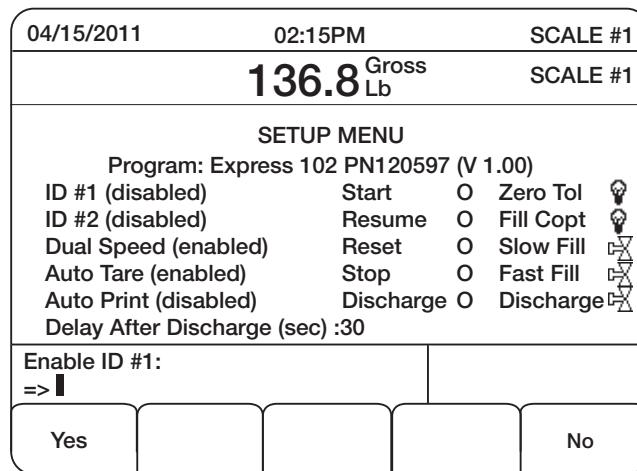 04/15/2011 02:15PM SCALE #1
136.8 Gross Lb SCALE #1
SETUP MENU
Program: Express 102 PN120597 (V 1.00)
ID #1 (disabled) Start O Zero Tol
ID #2 (disabled) Resume O Fill Copt
Dual Speed (enabled) Reset O Slow Fill
Auto Tare (enabled) Stop O Fast Fill
Auto Print (disabled) Discharge O Discharge
Delay After Discharge (sec) :30
Enable ID #1:
=>
Yes No